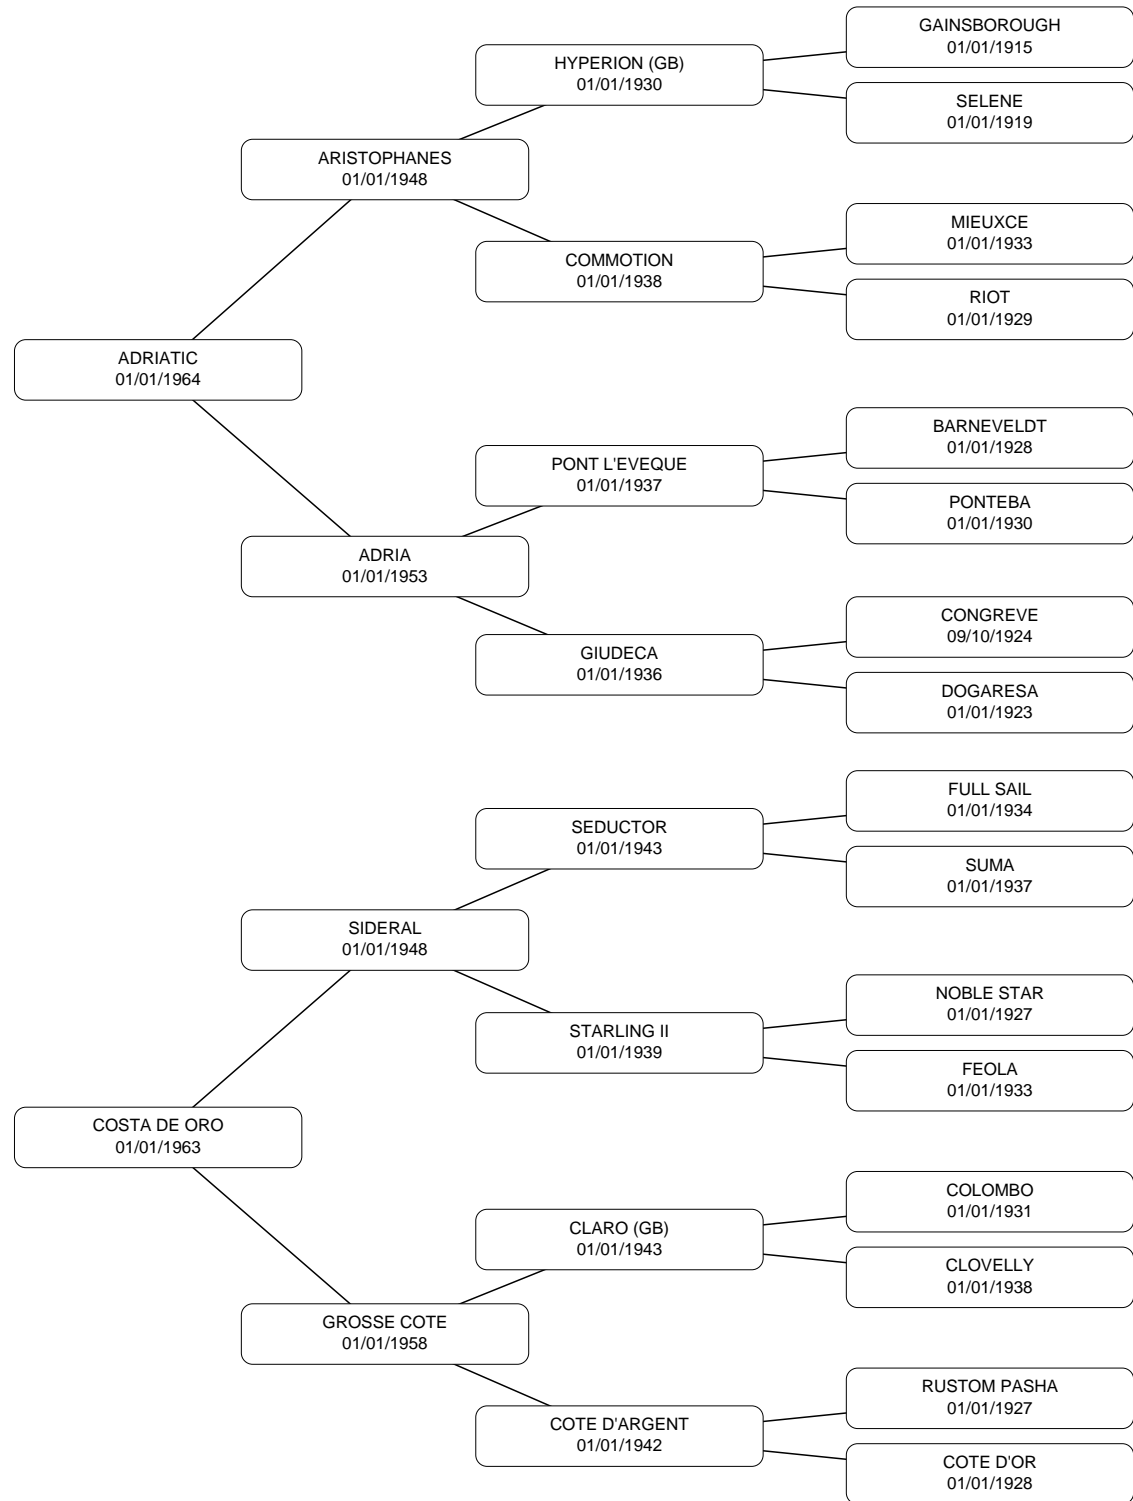 GAINSBOROUGH
01/01/1915
HYPERION (GB)
01/01/1930
SELENE
01/01/1919
ARISTOPHANES
01/01/1948
MIEUXCE
01/01/1933
COMMOTION
01/01/1938
RIOT
01/01/1929
ADRIATIC
01/01/1964
BARNEVELDT
01/01/1928
PONT L'EVEQUE
01/01/1937
PONTEBA
01/01/1930
ADRIA
01/01/1953
CONGREVE
09/10/1924
GIUDECA
01/01/1936
DOGARESA
01/01/1923
FULL SAIL
01/01/1934
SEDUCTOR
01/01/1943
SUMA
01/01/1937
SIDERAL
01/01/1948
NOBLE STAR
01/01/1927
STARLING II
01/01/1939
FEOLA
01/01/1933
COSTA DE ORO
01/01/1963
COLOMBO
01/01/1931
CLARO (GB)
01/01/1943
CLOVELLY
01/01/1938
GROSSE COTE
01/01/1958
RUSTOM PASHA
01/01/1927
COTE D'ARGENT
01/01/1942
COTE D'OR
01/01/1928